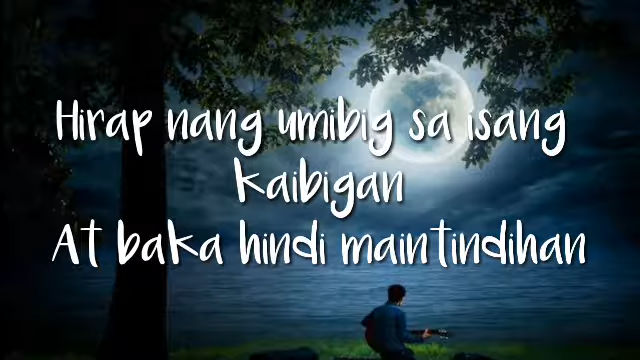 Hirap nang umibig sa isang
kaibigan
At baka hindi maintindihan